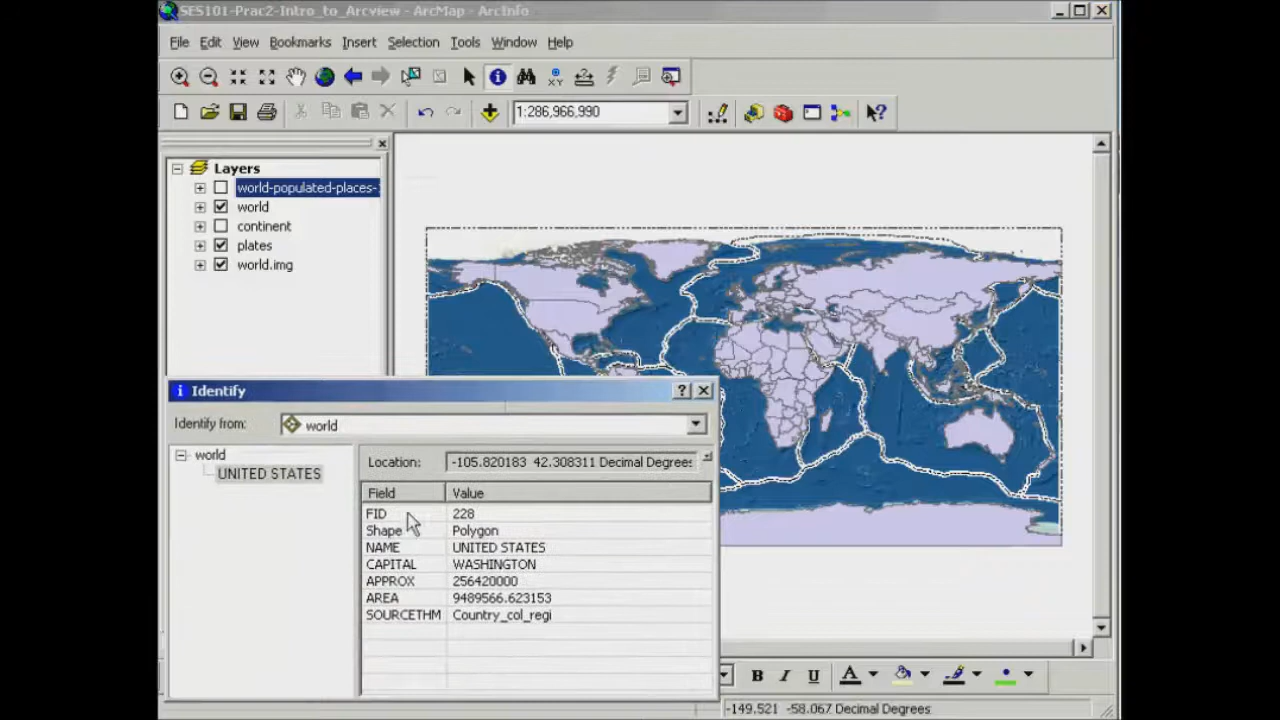 SES101-Prac2-Intro_to_Arcview - ArcMap - ArcInfo
File Edit View Bookmarks Insert Selection Tools Window Help
1:286,966,990
Layers
world-populated-places-
world
continent
plates
world.img
Identify
Identify from: world
world
UNITED STATES
Location: -105.820183 42.308311 Decimal Degrees
Field Value
FID 228
Shape Polygon
NAME UNITED STATES
CAPITAL WASHINGTON
APPROX 256420000
AREA 9489566.623153
SOURCETHM Country_col_regi
B I U A
-149.521 -58.067 Decimal Degrees